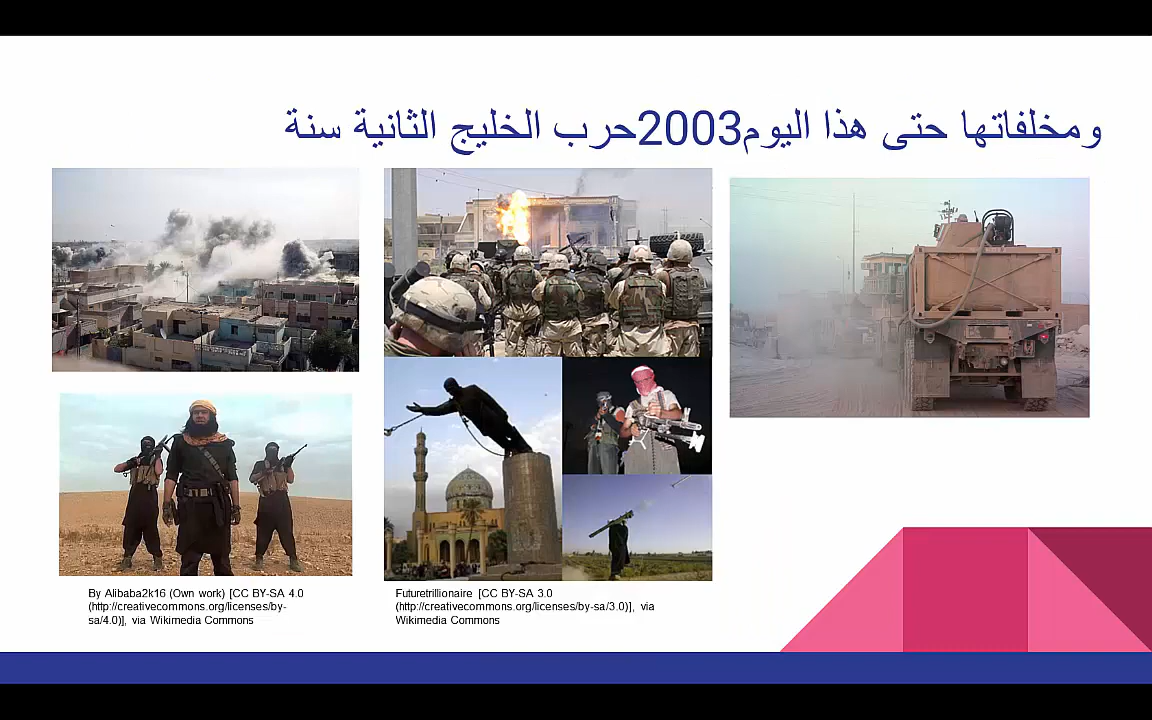 ومخلفاتها حتى هذا اليوم2003حرب الخليج الثانية سنة
By Alibaba2k16 (Own work) [CC BY-SA 4.0
(http://creativecommons.org/licenses/by-
sa/4.0)], via Wikimedia Commons
Futuretrillionaire [CC BY-SA 3.0
(http://creativecommons.org/licenses/by-sa/3.0)], via
Wikimedia Commons